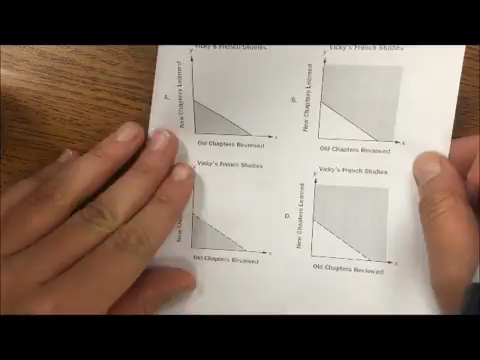 Vicky's French Studies
y
New Chapters Learned
A.
x
Old Chapters Reviewed
Vicky's French Studies
y
New Chapters Learned
B.
x
Old Chapters Reviewed
Vicky's French Studies
New
x
Old Chapters Reviewed
Vicky's French Studies
y
New Chapters Learned
D.
x
Old Chapters Reviewed